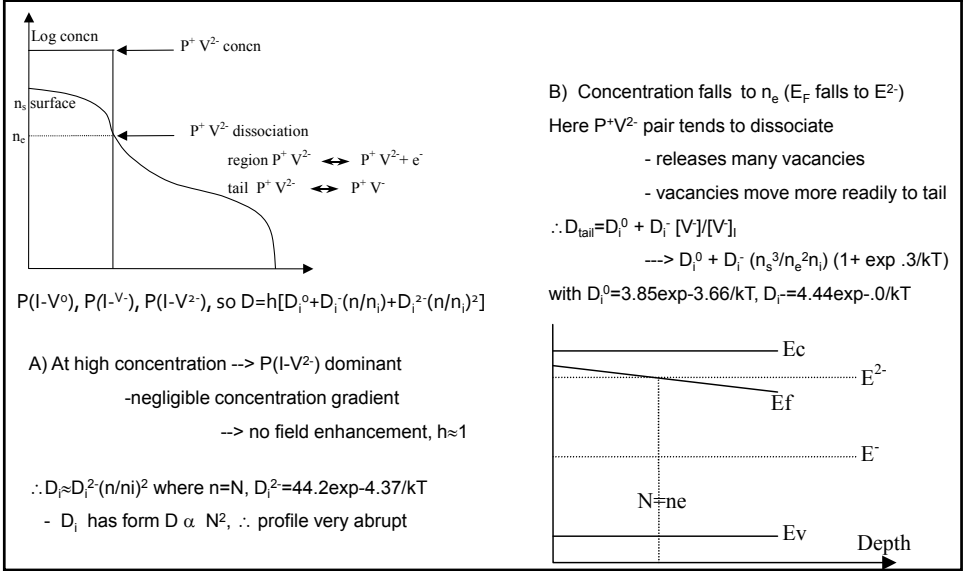 Log concn
P⁺ V²⁻ concn
nₛ surface
nₑ
P⁺ V²⁻ dissociation
region P⁺ V²⁻ ↔ P⁺ V²⁻+ e⁻
tail P⁺ V²⁻ ↔ P⁺ V⁻
P(I-V⁰), P(I-ⱽ⁻), P(I-V²⁻), so D=h[Dᵢ⁰+Dᵢ⁻(n/nᵢ)+Dᵢ²⁻(n/nᵢ)²]
A) At high concentration --> P(I-V²⁻) dominant
-negligible concentration gradient
--> no field enhancement, h≈1
∴Dᵢ≈Dᵢ²⁻(n/ni)² where n=N, Dᵢ²⁻=44.2exp-4.37/kT
- Dᵢ has form D α N², ∴ profile very abrupt
B) Concentration falls to nₑ (E_F falls to E²⁻)
Here P⁺V²⁻ pair tends to dissociate
- releases many vacancies
- vacancies move more readily to tail
∴D_tail=Dᵢ⁰ + Dᵢ⁻ [V⁻]/[V⁻]ᵢ
---> Dᵢ⁰ + Dᵢ⁻ (nₛ³/nₑ²nᵢ) (1+ exp .3/kT)
with Dᵢ⁰=3.85exp-3.66/kT, Dᵢ-=4.44exp-.0/kT
Ec
E²⁻
Ef
E⁻
N=ne
Ev
Depth